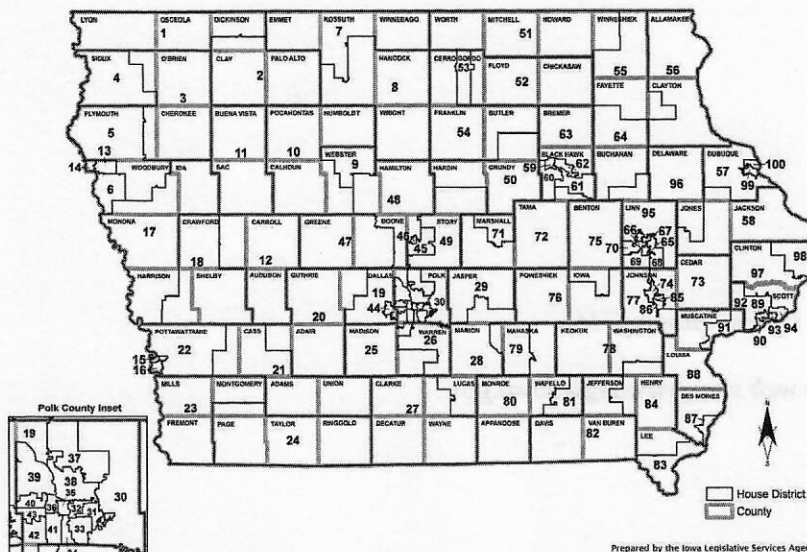 LYON OSCEOLA DICKINSON EMMET KOSSUTH WINNEBAGO WORTH MITCHELL HOWARD WINNESHIEK ALLAMAKEE
1 7 51
SIOUX O'BRIEN CLAY PALO ALTO HANCOCK CERRO GORDO FLOYD CHICKASAW FAYETTE CLAYTON
4 3 2 8 53 52 55 56
PLYMOUTH CHEROKEE BUENA VISTA POCAHONTAS HUMBOLDT WRIGHT FRANKLIN BUTLER BREMER
5 11 10 54 63 64
13 14 WOODBURY IDA SAC CALHOUN WEBSTER HAMILTON HARDIN GRUNDY BLACK HAWK BUCHANAN DELAWARE DUBUQUE
6 9 48 50 59 60 62 61 96 57 99 100
MONONA CRAWFORD CARROLL GREENE BOONE STORY MARSHALL TAMA BENTON LINN JONES JACKSON
17 18 12 47 46 45 49 71 72 75 95 66 67 65 70 69 68 58
CLINTON 98
97
HARRISON SHELBY AUDUBON GUTHRIE DALLAS POLK JASPER POWESHIEK IOWA JOHNSON CEDAR SCOTT
20 19 44 30 29 76 77 74 85 86 73 92 89 90 93 94
MUSCATINE 91
POTTAWATTAMIE CASS ADAIR MADISON WARREN MARION MAHASKA KEOKUK WASHINGTON LOUISA
15 16 22 21 25 26 28 79 78 88
MILLS MONTGOMERY ADAMS UNION CLARKE LUCAS MONROE WAPELLO JEFFERSON HENRY DES MOINES
23 27 80 81 84 87
FREMONT PAGE TAYLOR RINGGOLD DECATUR WAYNE APPANOOSE DAVIS VAN BUREN LEE
24 82 83
Polk County Inset
19 37
39 38 30
35
40 36 32 31
43 41 33
42
N
S
House District
County
Prepared by the Iowa Legislative Services Agen